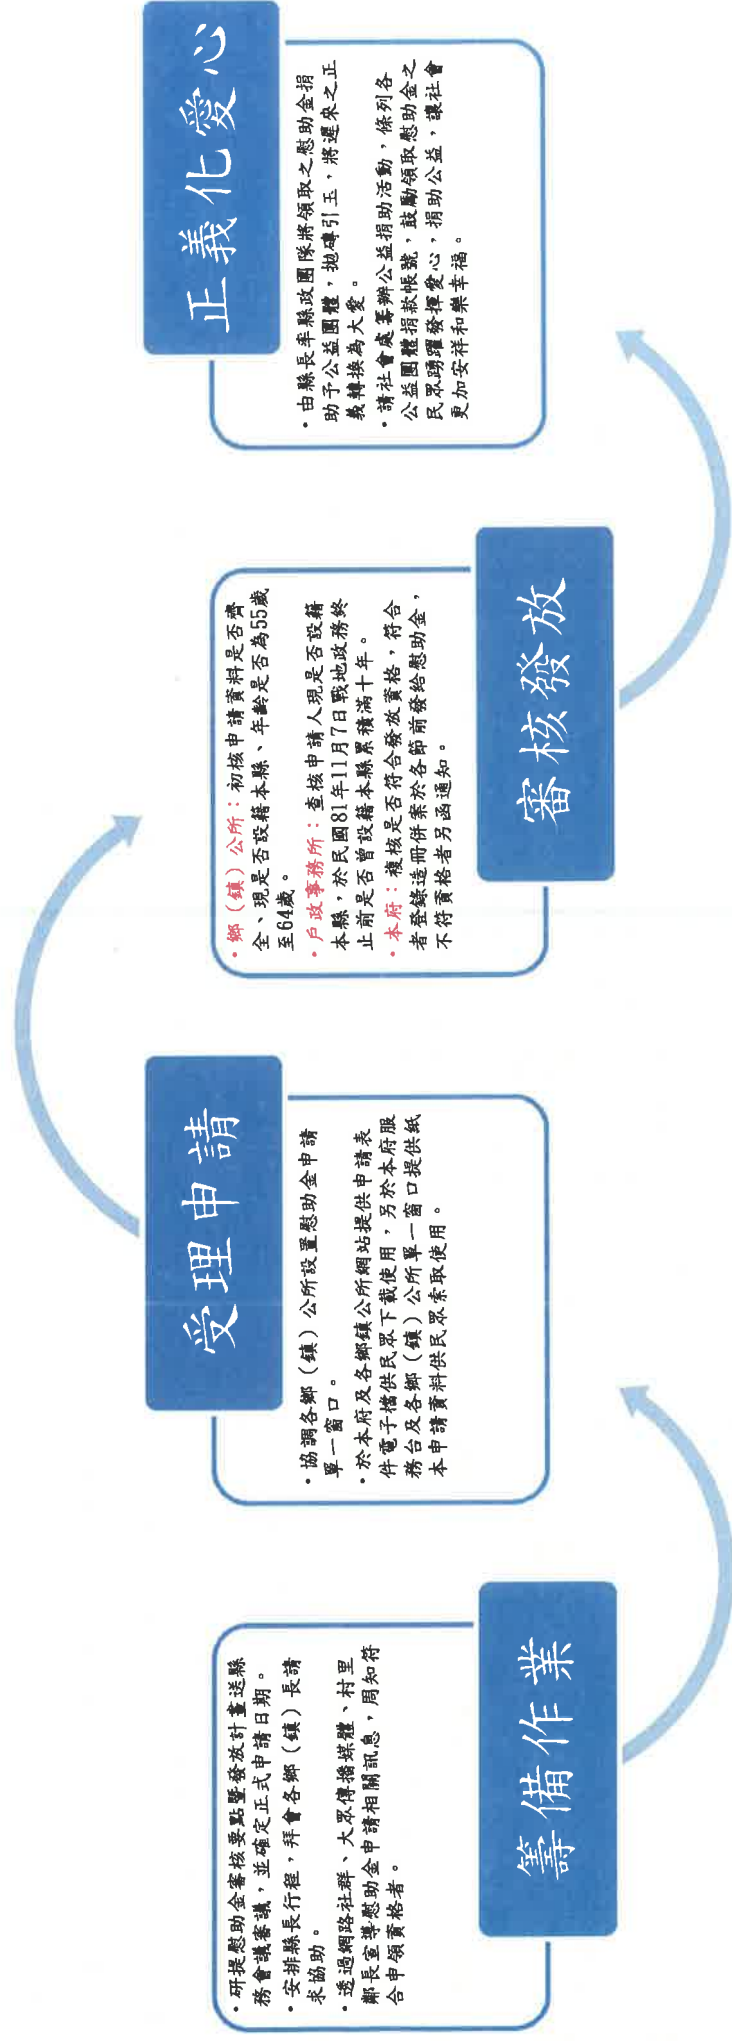 ・研提慰助金審核要點暨發放計畫送縣
務會議審議，並確定正式申請日期。
・安排縣長行程，拜會各鄉（鎮）長請
求協助。
・透過網路社群、大眾傳播媒體、村里
鄰長宣導慰助金申請相關訊息，周知符
合申領資格者。
籌備作業
受理申請
・協調各鄉（鎮）公所設置慰助金申請
單一窗口。
・於本府及各鄉鎮公所網站提供申請表
件電子檔供民眾下載使用，另於本府服
務台及各鄉（鎮）公所單一窗口提供紙
本申請資料供民眾索取使用。
・鄉（鎮）公所：初核申請資料是否齊
全、現是否設籍本縣、年齡是否為55歲
至64歲。
・戶政事務所：查核申請人現是否設籍
本縣，於民國81年11月7日戰地政務終
止前是否曾設籍本縣累積滿十年。
・本府：複核是否符合發放資格，符合
者登錄造冊併案於各節前發給慰助金，
不符資格者另函通知。
審核發放
正義化愛心
・由縣長率縣政團隊將領取之慰助金捐
助予公益團體，拋磚引玉，將遲來之正
義轉換為大愛。
・請社會處籌辦公益捐助活動，條列各
公益團體捐款帳號，鼓勵領取慰助金之
民眾踴躍發揮愛心，捐助公益，讓社會
更加安祥和樂幸福。